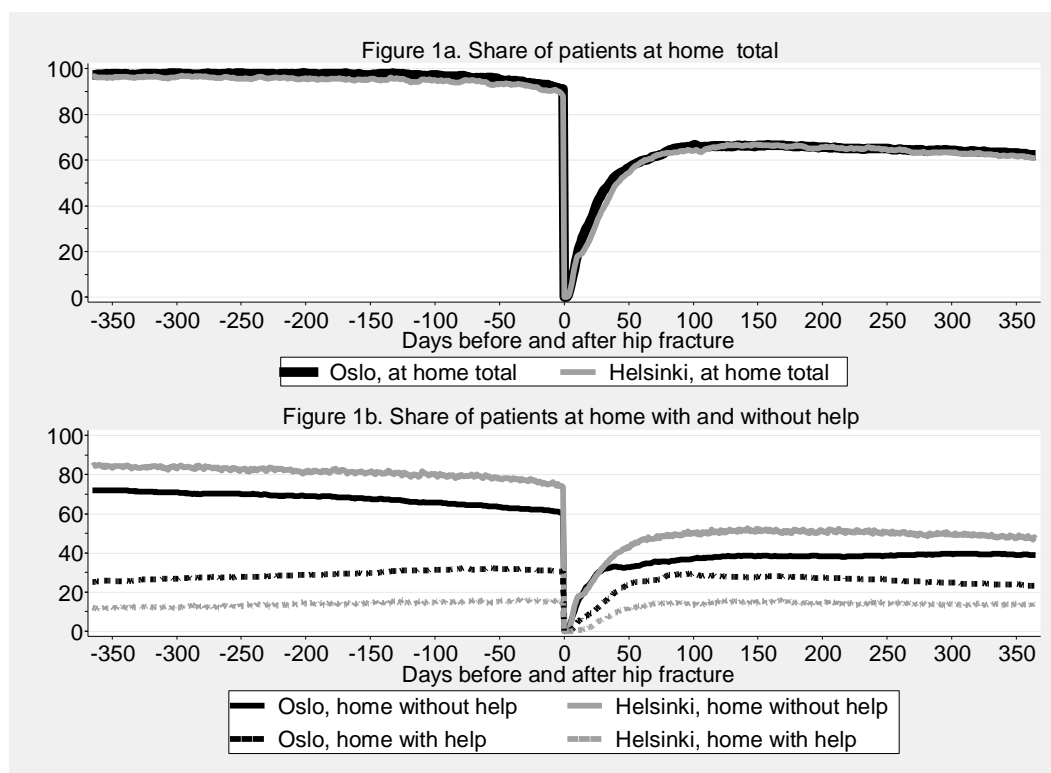 Figure 1a. Share of patients at home total
100
80
60
40
20
0
-350 -300 -250 -200 -150 -100 -50 0 50 100 150 200 250 300 350
Days before and after hip fracture
Oslo, at home total Helsinki, at home total
Figure 1b. Share of patients at home with and without help
100
80
60
40
20
0
-350 -300 -250 -200 -150 -100 -50 0 50 100 150 200 250 300 350
Days before and after hip fracture
Oslo, home without help Helsinki, home without help
Oslo, home with help Helsinki, home with help